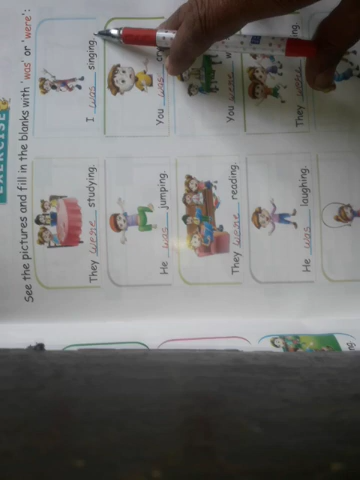 EXERCISE
See the pictures and fill in the blanks with 'was' or 'were':
They were studying. I was singing.
He was jumping. You was
They were reading. You were
He was laughing. They were